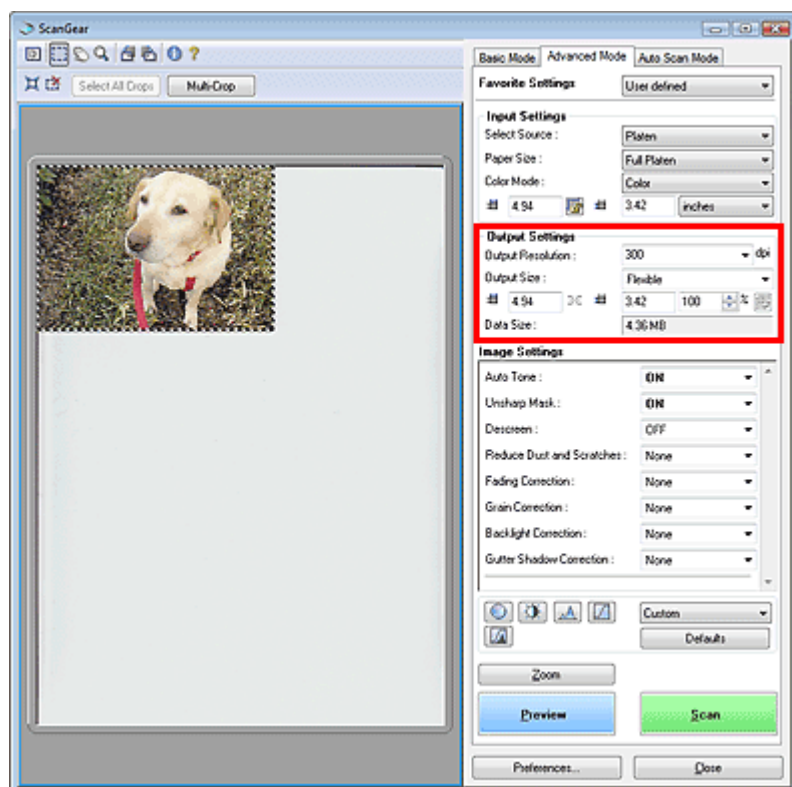 ScanGear
Select All Crops Multi-Crop
Basic Mode Advanced Mode Auto Scan Mode
Favorite Settings User defined
Input Settings
Select Source : Platen
Paper Size : Full Platen
Color Mode : Color
4.94 3.42 inches
Output Settings
Output Resolution : 300 dpi
Output Size : Flexible
4.94 3.42 100 %
Data Size : 4.36 MB
Image Settings
Auto Tone : ON
Unsharp Mask : ON
Descreen : OFF
Reduce Dust and Scratches : None
Fading Correction : None
Grain Correction : None
Backlight Correction : None
Gutter Shadow Correction : None
Custom
Defaults
Zoom
Preview Scan
Preferences... Close